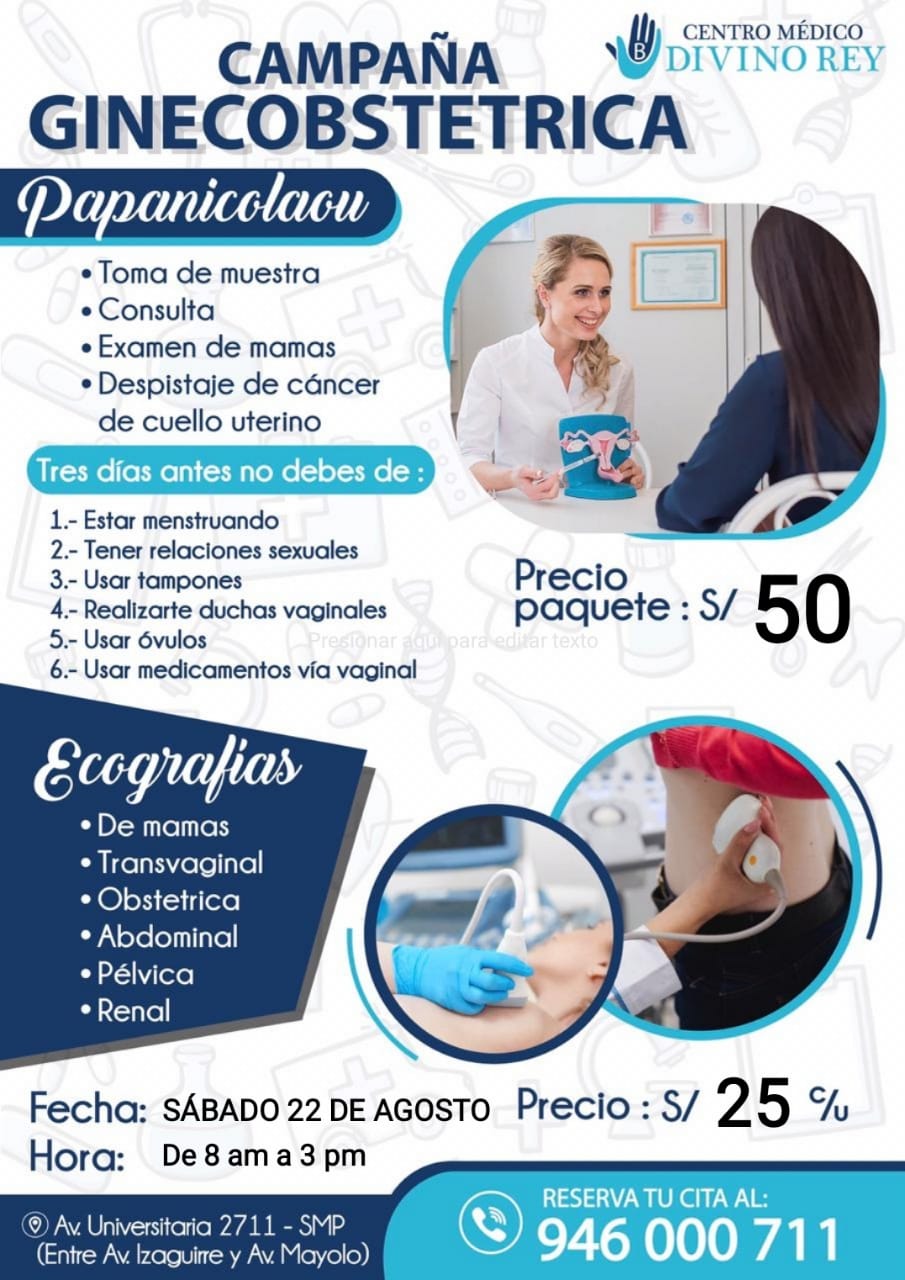 CENTRO MÉDICO
B
DIVINO REY
CAMPAÑA
GINECOBSTETRICA
Papanicolaou
• Toma de muestra
• Consulta
• Examen de mamas
• Despistaje de cáncer
de cuello uterino
Tres días antes no debes de :
1.- Estar menstruando
2.- Tener relaciones sexuales
3.- Usar tampones
4.- Realizarte duchas vaginales
5.- Usar óvulos
6.- Usar medicamentos vía vaginal
Presionar aquí para editar texto
Precio
paquete : S/ 50
Ecografías
• De mamas
• Transvaginal
• Obstetrica
• Abdominal
• Pélvica
• Renal
Fecha: SÁBADO 22 DE AGOSTO
Hora: De 8 am a 3 pm
Precio : S/ 25 c/u
Av. Universitaria 2711 - SMP
(Entre Av. Izaguirre y Av. Mayolo)
RESERVA TU CITA AL:
946 000 711